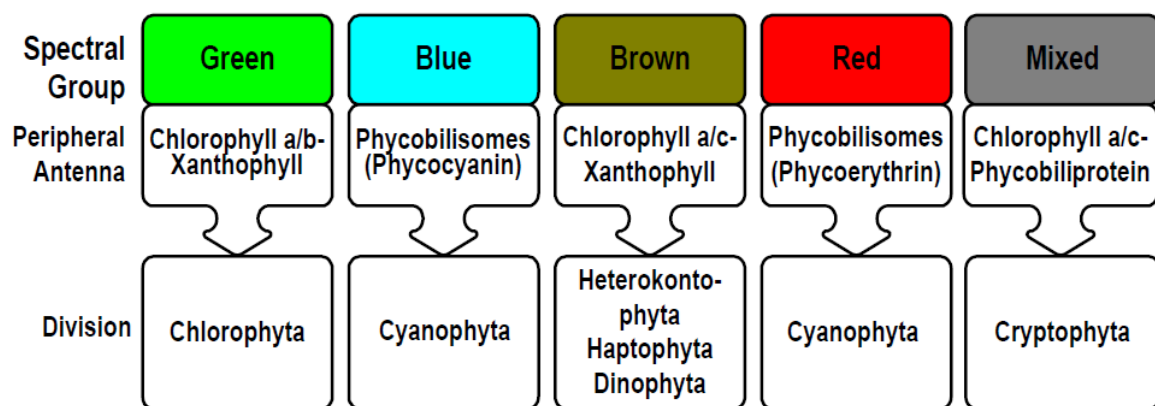 Spectral
Group
Green
Blue
Brown
Red
Mixed
Peripheral
Antenna
Chlorophyll a/b-
Xanthophyll
Phycobilisomes
(Phycocyanin)
Chlorophyll a/c-
Xanthophyll
Phycobilisomes
(Phycoerythrin)
Chlorophyll a/c-
Phycobiliprotein
Division
Chlorophyta
Cyanophyta
Heterokonto-
phyta
Haptophyta
Dinophyta
Cyanophyta
Cryptophyta